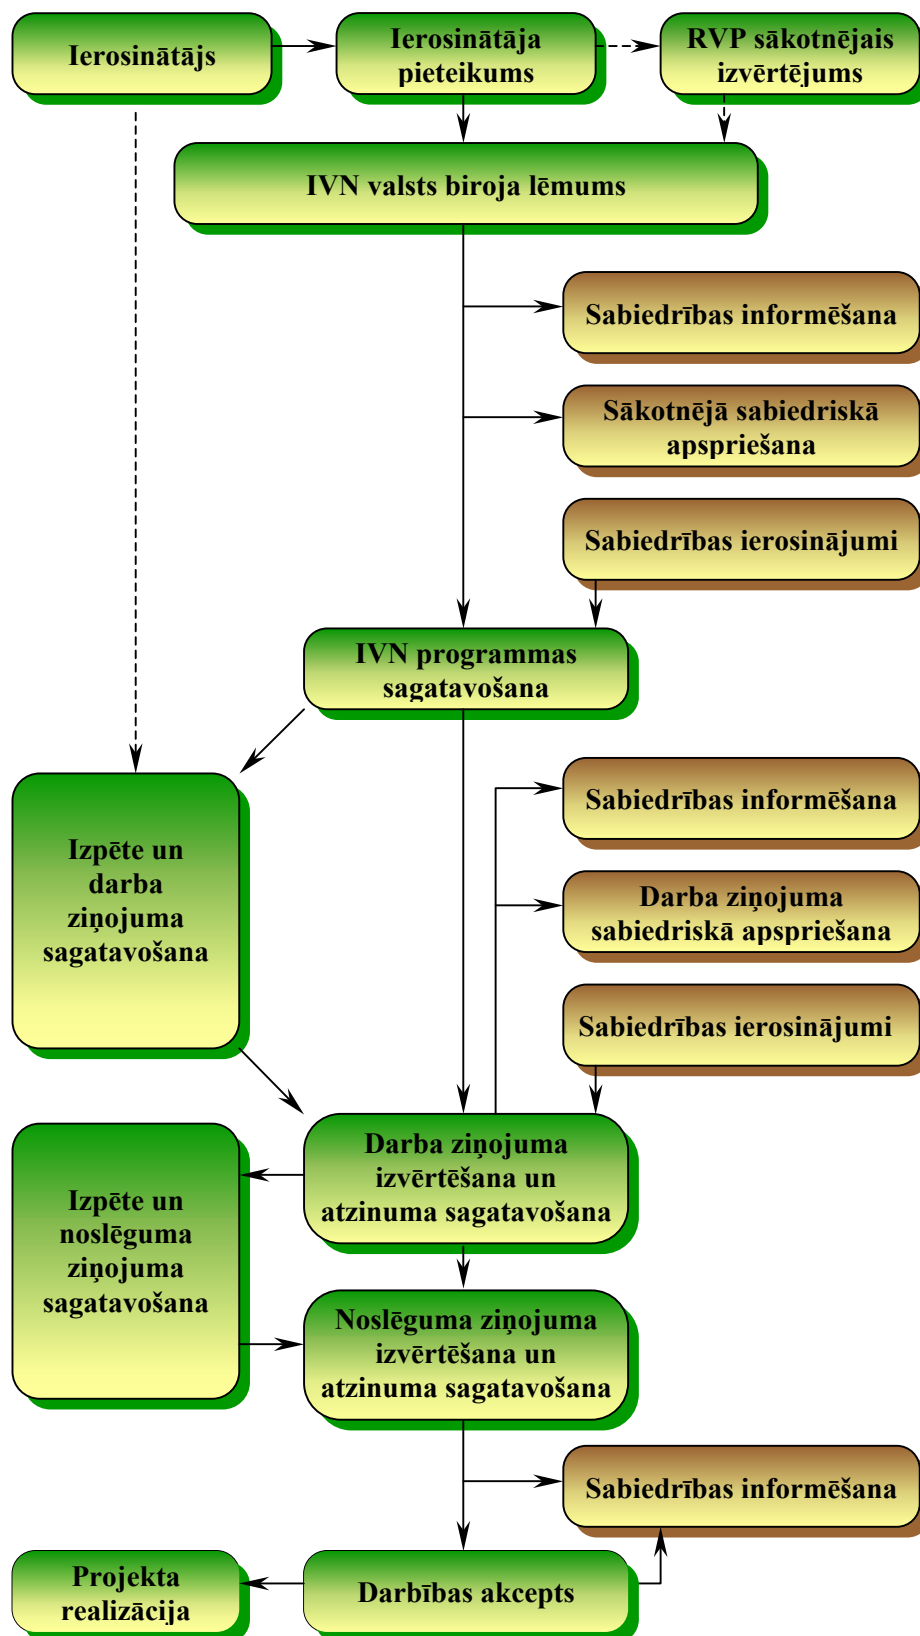 Ierosinātājs
Ierosinātāja
pieteikums
RVP sākotnējais
izvērtējums
IVN valsts biroja lēmums
Sabiedrības informēšana
Sākotnējā sabiedriskā
apspriešana
Sabiedrības ierosinājumi
IVN programmas
sagatavošana
Izpēte un
darba
ziņojuma
sagatavošana
Sabiedrības informēšana
Darba ziņojuma
sabiedriskā apspriešana
Sabiedrības ierosinājumi
Darba ziņojuma
izvērtēšana un
atzinuma sagatavošana
Izpēte un
noslēguma
ziņojuma
sagatavošana
Noslēguma ziņojuma
izvērtēšana un
atzinuma sagatavošana
Sabiedrības informēšana
Projekta
realizācija
Darbības akcepts